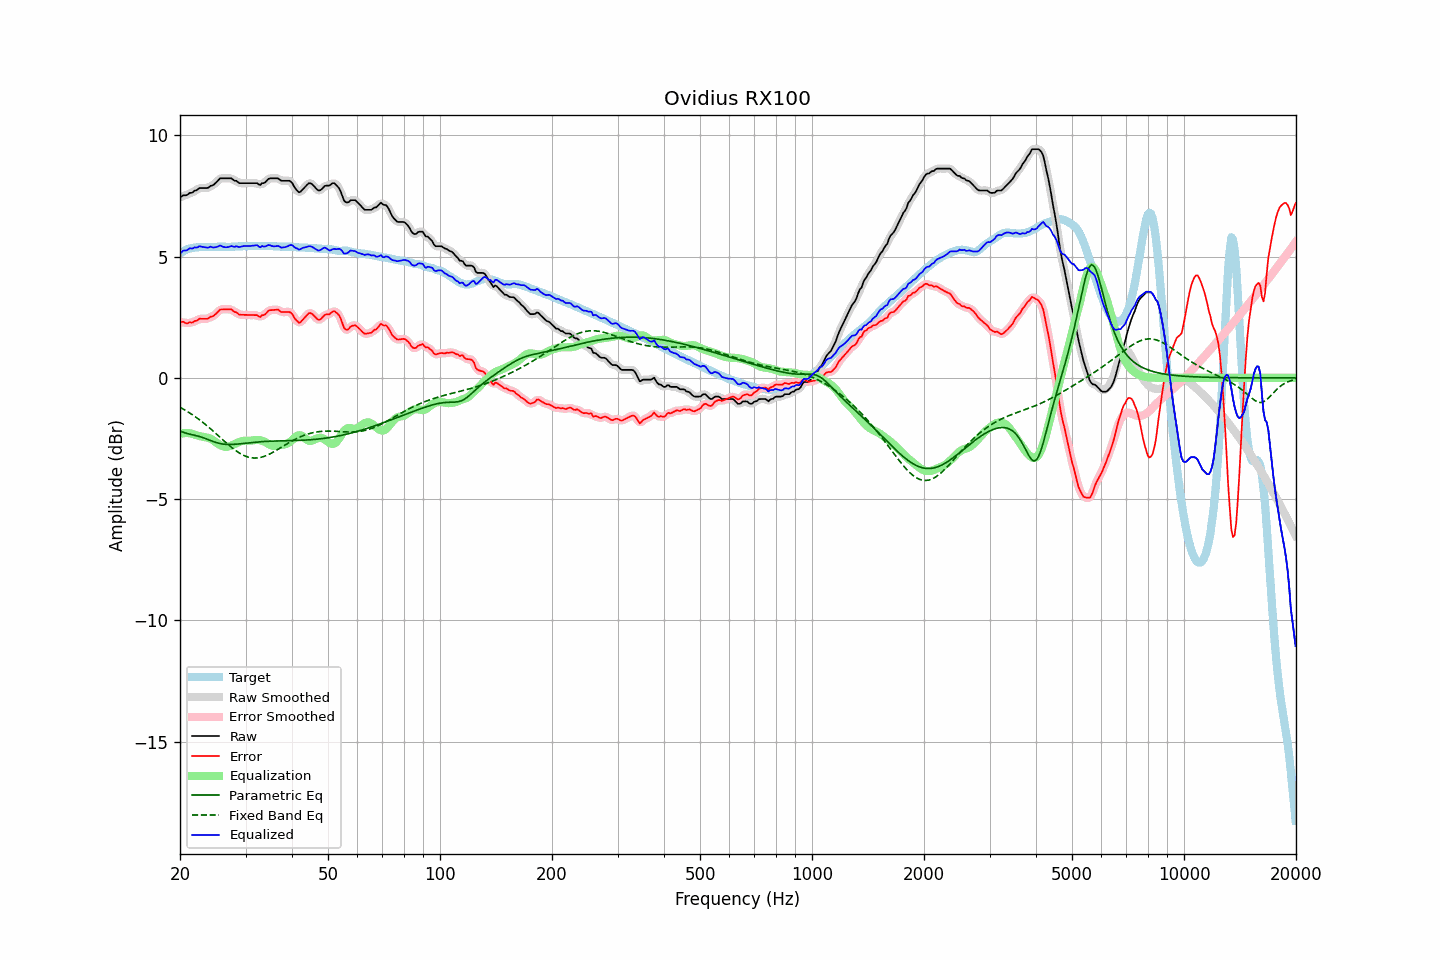 Ovidius RX100
Amplitude (dBr)
10
5
0
−5
−10
−15
Target
Raw Smoothed
Error Smoothed
Raw
Error
Equalization
Parametric Eq
Fixed Band Eq
Equalized
20 50 100 200 500 1000 2000 5000 10000 20000
Frequency (Hz)